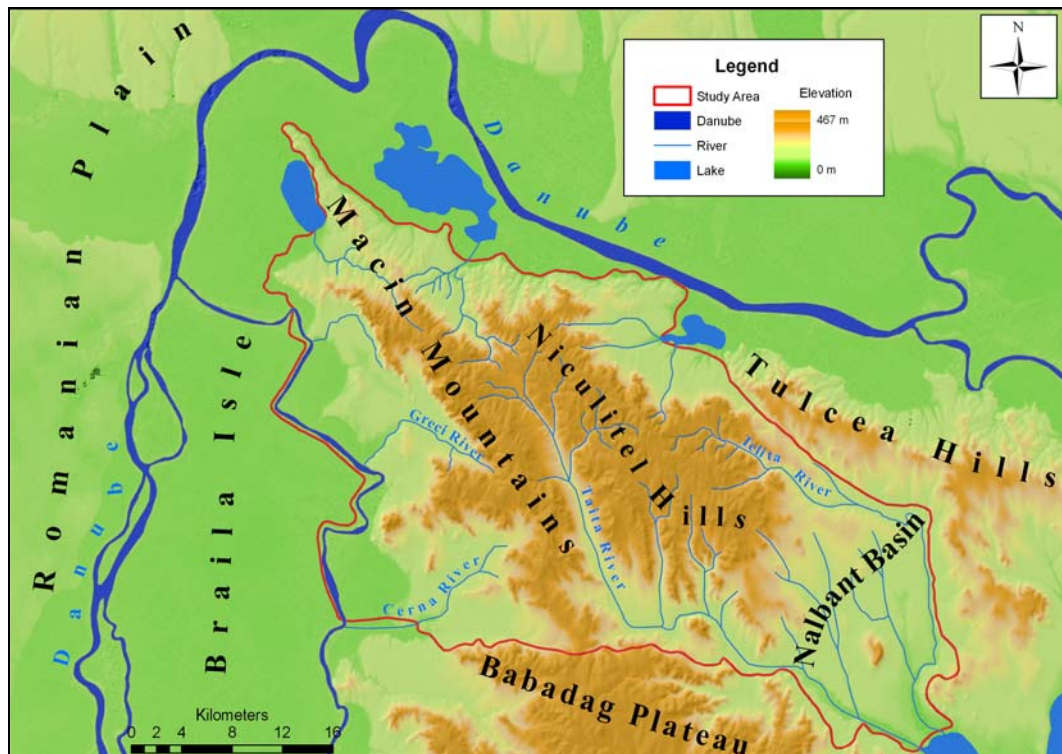 N
Legend
Study Area
Danube
River
Lake
Elevation
467 m
0 m
Romanian Plain
Danube
Danube
Braila Isle
Macin Mountains
Niculitel Hills
Tulcea Hills
Greci River
Taita River
Telita River
Cerna River
Nalbant Basin
Babadag Plateau
Kilometers
0 2 4 8 12 16